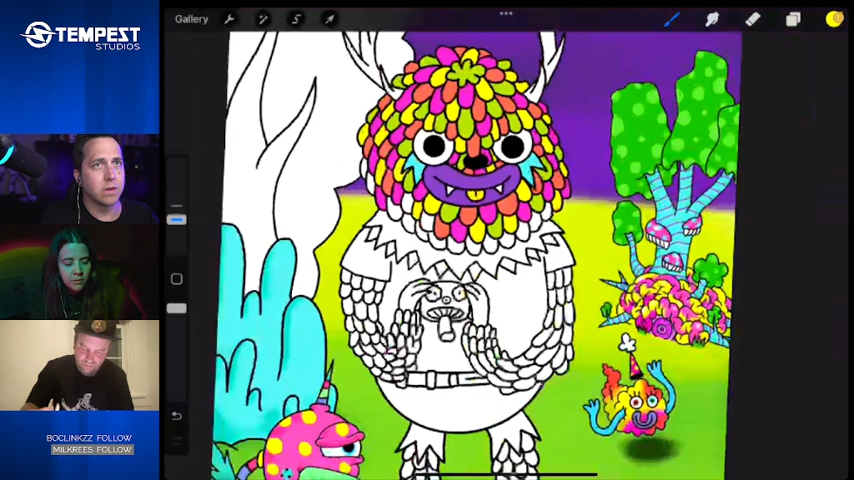 TEMPEST
STUDIOS
Gallery
BOCLINKZZ FOLLOW
MILKREES FOLLOW